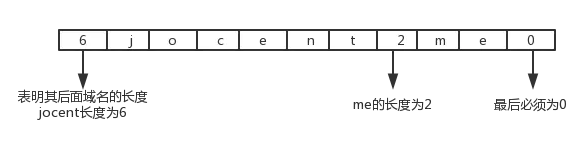 6 j o c e n t 2 m e 0
表明其后面域名的长度
jocent长度为6
me的长度为2
最后必须为0